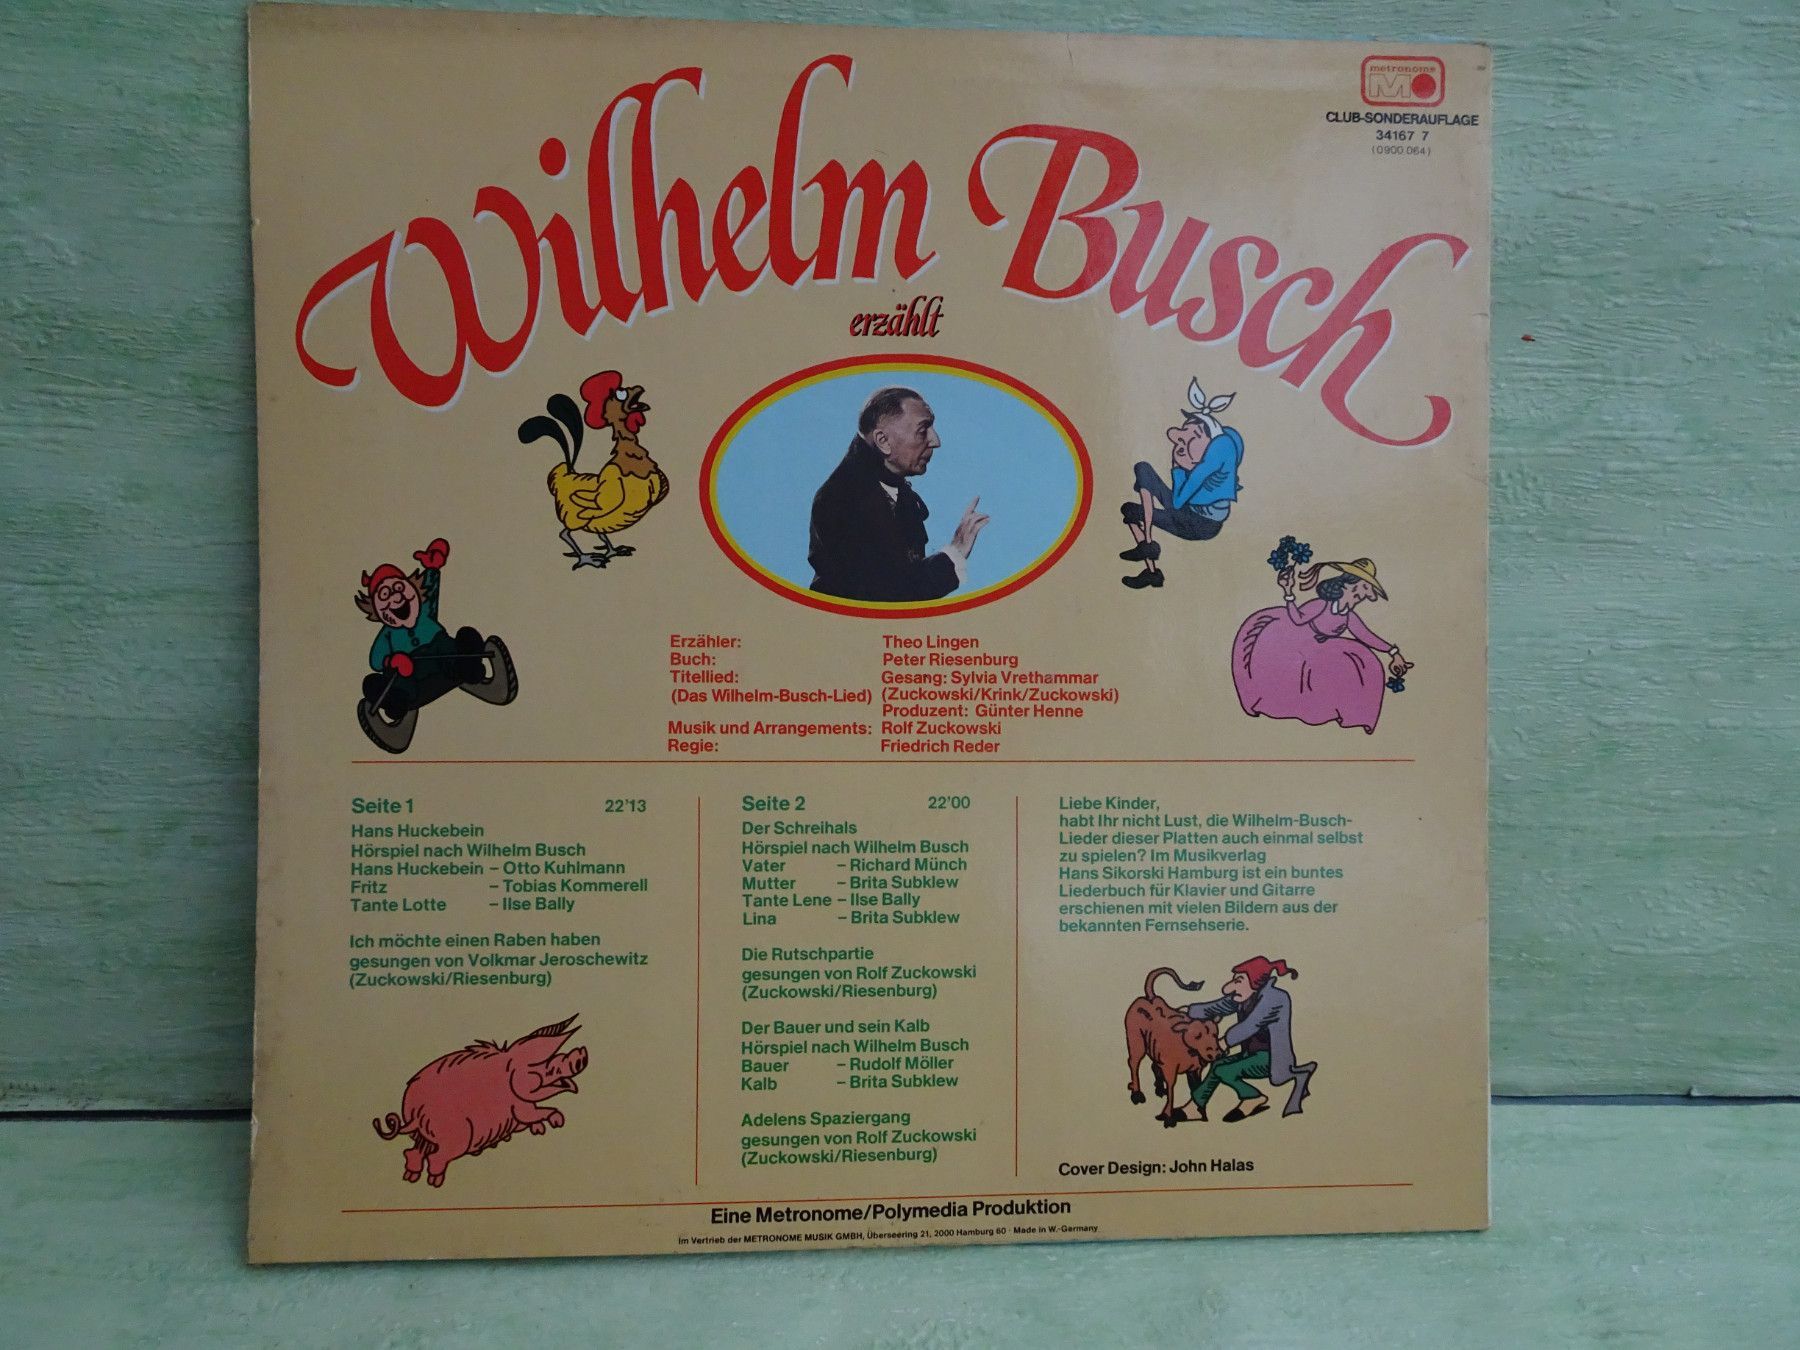 metronome
CLUB-SONDERAUFLAGE
34167 7
(0900.064)
Wilhelm Busch
erzählt
Erzähler: Theo Lingen
Buch: Peter Riesenburg
Titellied: Gesang: Sylvia Vrethammar
(Das Wilhelm-Busch-Lied) (Zuckowski/Krink/Zuckowski)
Produzent: Günter Henne
Musik und Arrangements: Rolf Zuckowski
Regie: Friedrich Reder
Seite 1 22'13
Hans Huckebein
Hörspiel nach Wilhelm Busch
Hans Huckebein – Otto Kuhlmann
Fritz – Tobias Kommerell
Tante Lotte – Ilse Bally
Ich möchte einen Raben haben
gesungen von Volkmar Jeroschewitz
(Zuckowski/Riesenburg)
Seite 2 22'00
Der Schreihals
Hörspiel nach Wilhelm Busch
Vater – Richard Münch
Mutter – Brita Subklew
Tante Lene – Ilse Bally
Lina – Brita Subklew
Die Rutschpartie
gesungen von Rolf Zuckowski
(Zuckowski/Riesenburg)
Der Bauer und sein Kalb
Hörspiel nach Wilhelm Busch
Bauer – Rudolf Möller
Kalb – Brita Subklew
Adelens Spaziergang
gesungen von Rolf Zuckowski
(Zuckowski/Riesenburg)
Liebe Kinder,
habt Ihr nicht Lust, die Wilhelm-Busch-
Lieder dieser Platten auch einmal selbst
zu spielen? Im Musikverlag
Hans Sikorski Hamburg ist ein buntes
Liederbuch für Klavier und Gitarre
erschienen mit vielen Bildern aus der
bekannten Fernsehserie.
Cover Design: John Halas
Eine Metronome/Polymedia Produktion
Im Vertrieb der METRONOME MUSIK GMBH, Überseering 21, 2000 Hamburg 60 · Made in W.-Germany